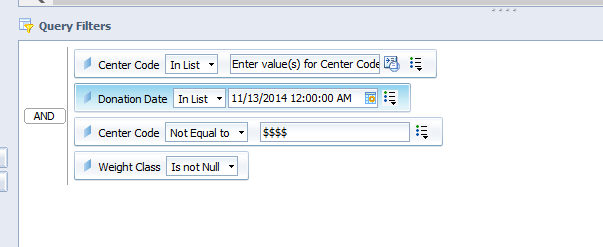 Query Filters
Center Code In List Enter value(s) for Center Code
Donation Date In List 11/13/2014 12:00:00 AM
AND
Center Code Not Equal to $$$$
Weight Class Is not Null